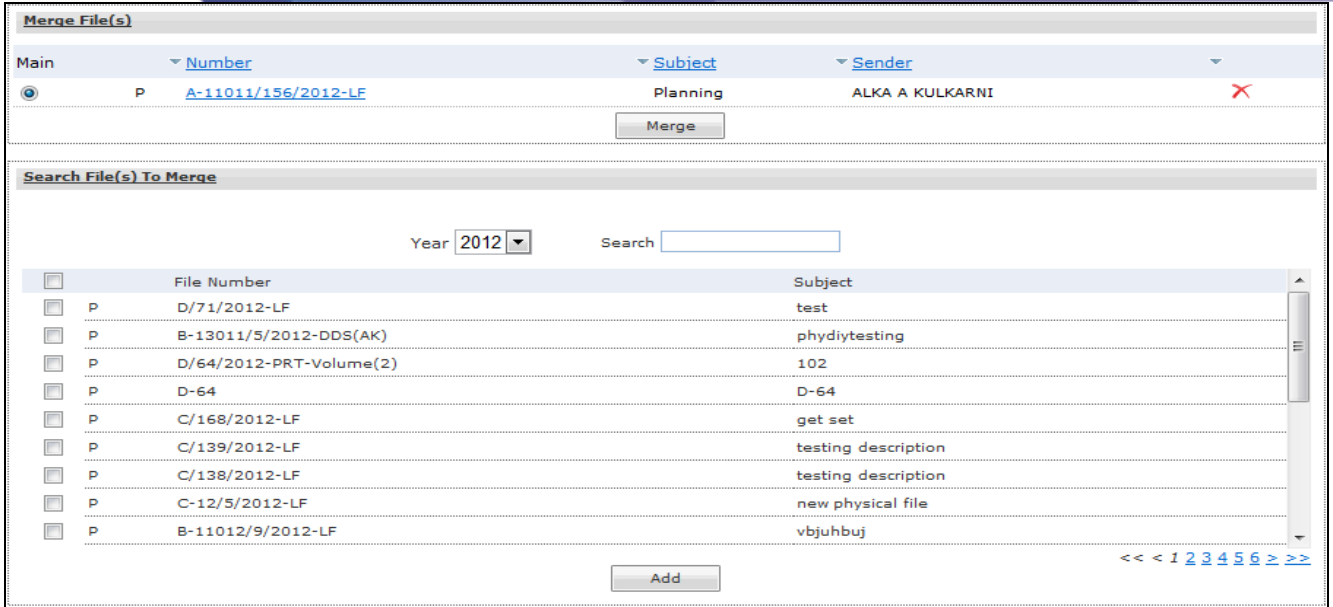 Merge File(s)
Main Number Subject Sender
P A-11011/156/2012-LF Planning ALKA A KULKARNI
Merge
Search File(s) To Merge
Year 2012 Search
File Number Subject
P D/71/2012-LF test
P B-13011/5/2012-DDS(AK) phydiytesting
P D/64/2012-PRT-Volume(2) 102
P D-64 D-64
P C/168/2012-LF get set
P C/139/2012-LF testing description
P C/138/2012-LF testing description
P C-12/5/2012-LF new physical file
P B-11012/9/2012-LF vbjuhbuj
<< < 1 2 3 4 5 6 > >>
Add